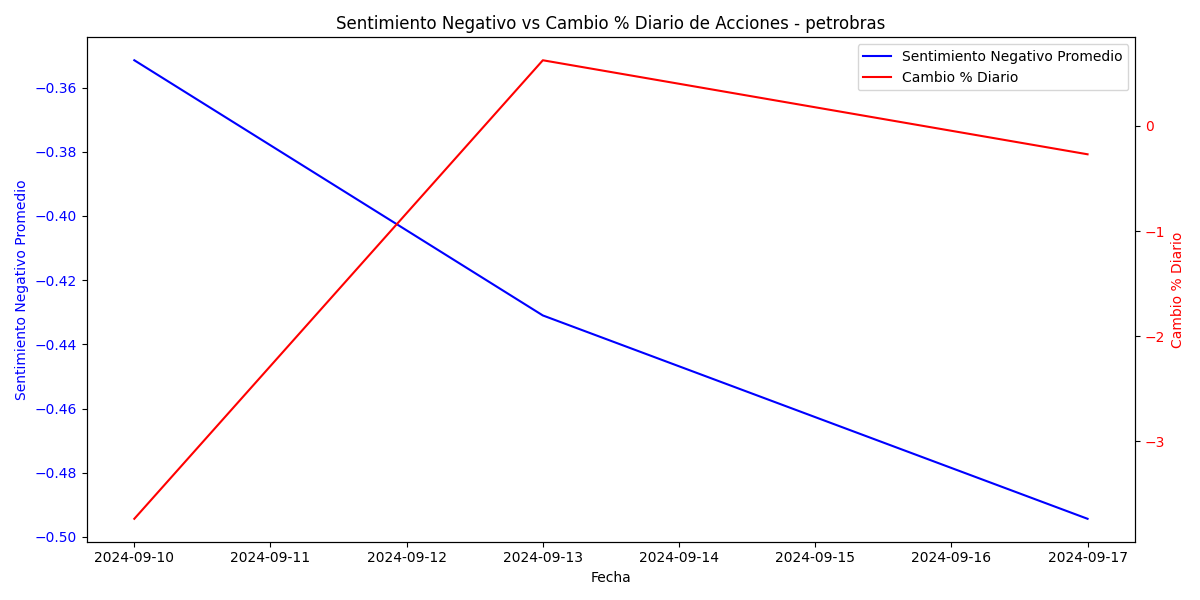 Sentimiento Negativo vs Cambio % Diario de Acciones - petrobras
Sentimiento Negativo Promedio
Cambio % Diario
−0.36
−0.38
−0.40
−0.42
−0.44
−0.46
−0.48
−0.50
Sentimiento Negativo Promedio
0
−1
−2
−3
Cambio % Diario
2024-09-10 2024-09-11 2024-09-12 2024-09-13 2024-09-14 2024-09-15 2024-09-16 2024-09-17
Fecha